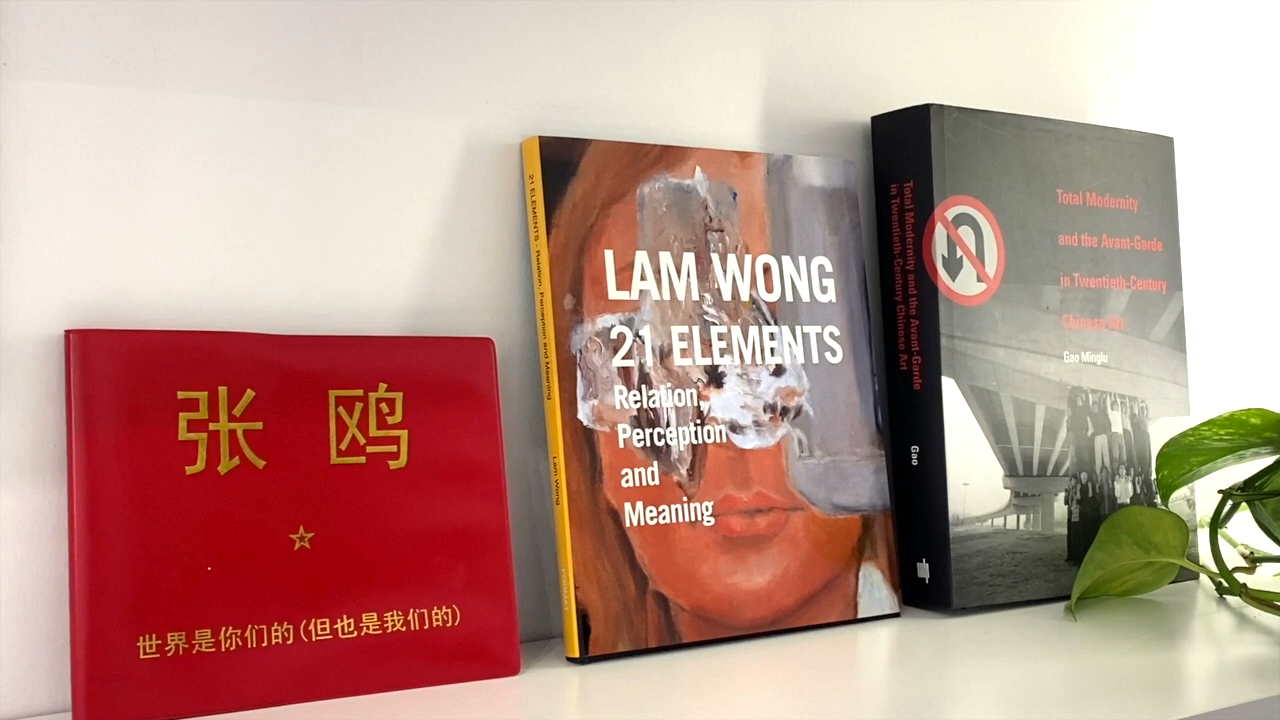 张 鸥
世界是你们的(但也是我们的)
21 ELEMENTS - Relation, Perception and Meaning
Lam Wong
LAM WONG
21 ELEMENTS
Relation,
Perception
and
Meaning
Total Modernity and the Avant-Garde
in Twentieth-Century Chinese Art
Gao
Total Modernity
and the Avant-Garde
in Twentieth-Century
Chinese Art
Gao Minglu